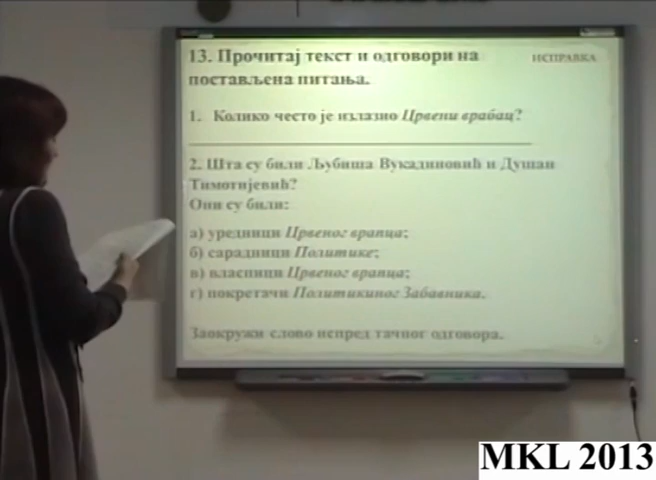 13. Прочитај текст и одговори на
постављена питања.
ИСПРАВКА
1. Колико често је излазио Црвени врабац?
2. Шта су били Љубиша Вукадиновић и Душан
Тимотијевић?
Они су били:
а) уредници Црвеног врапца;
б) сарадници Политике;
в) власници Црвеног врапца;
г) покретачи Политикиног Забавника.
Заокружи слово испред тачног одговора.
MKL 2013